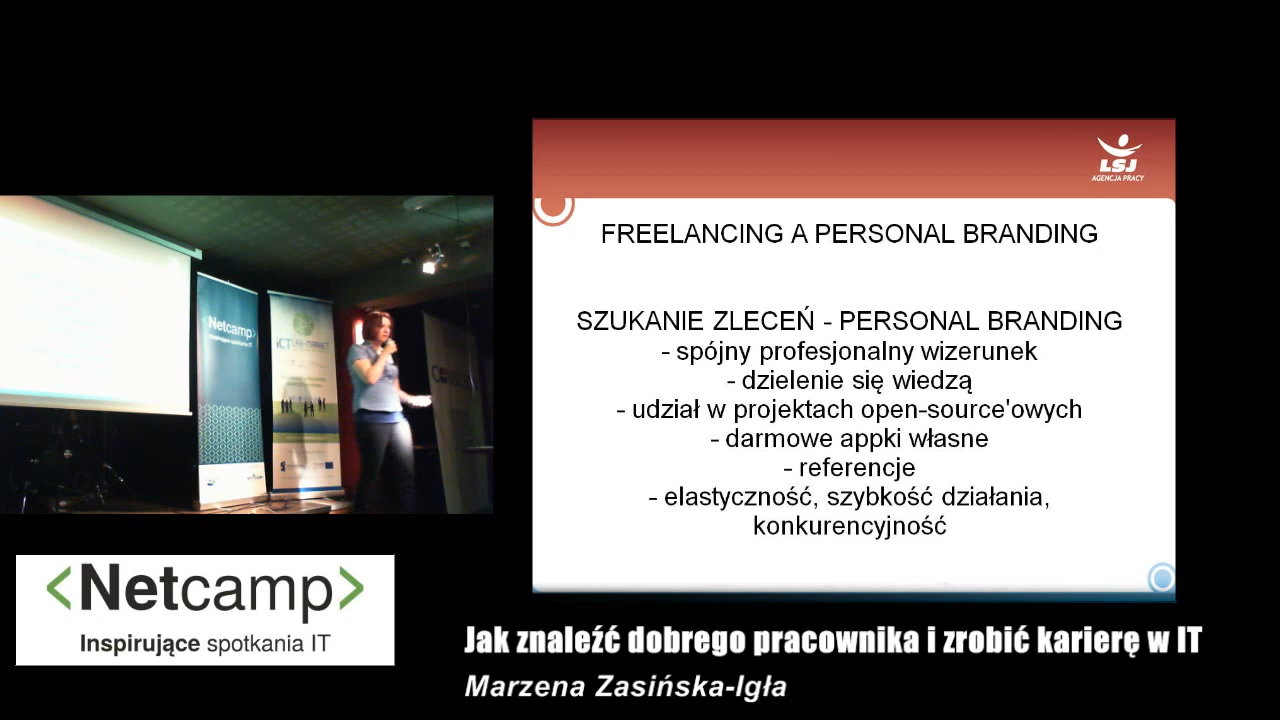 LSJ
AGENCJA PRACY
FREELANCING A PERSONAL BRANDING
SZUKANIE ZLECEŃ - PERSONAL BRANDING
- spójny profesjonalny wizerunek
- dzielenie się wiedzą
- udział w projektach open-source'owych
- darmowe appki własne
- referencje
- elastyczność, szybkość działania,
konkurencyjność
Netcamp>
Inspirujące spotkania IT
<Netcamp>
Inspirujące spotkania IT
Jak znaleźć dobrego pracownika i zrobić karierę w IT
Marzena Zasińska-Igła